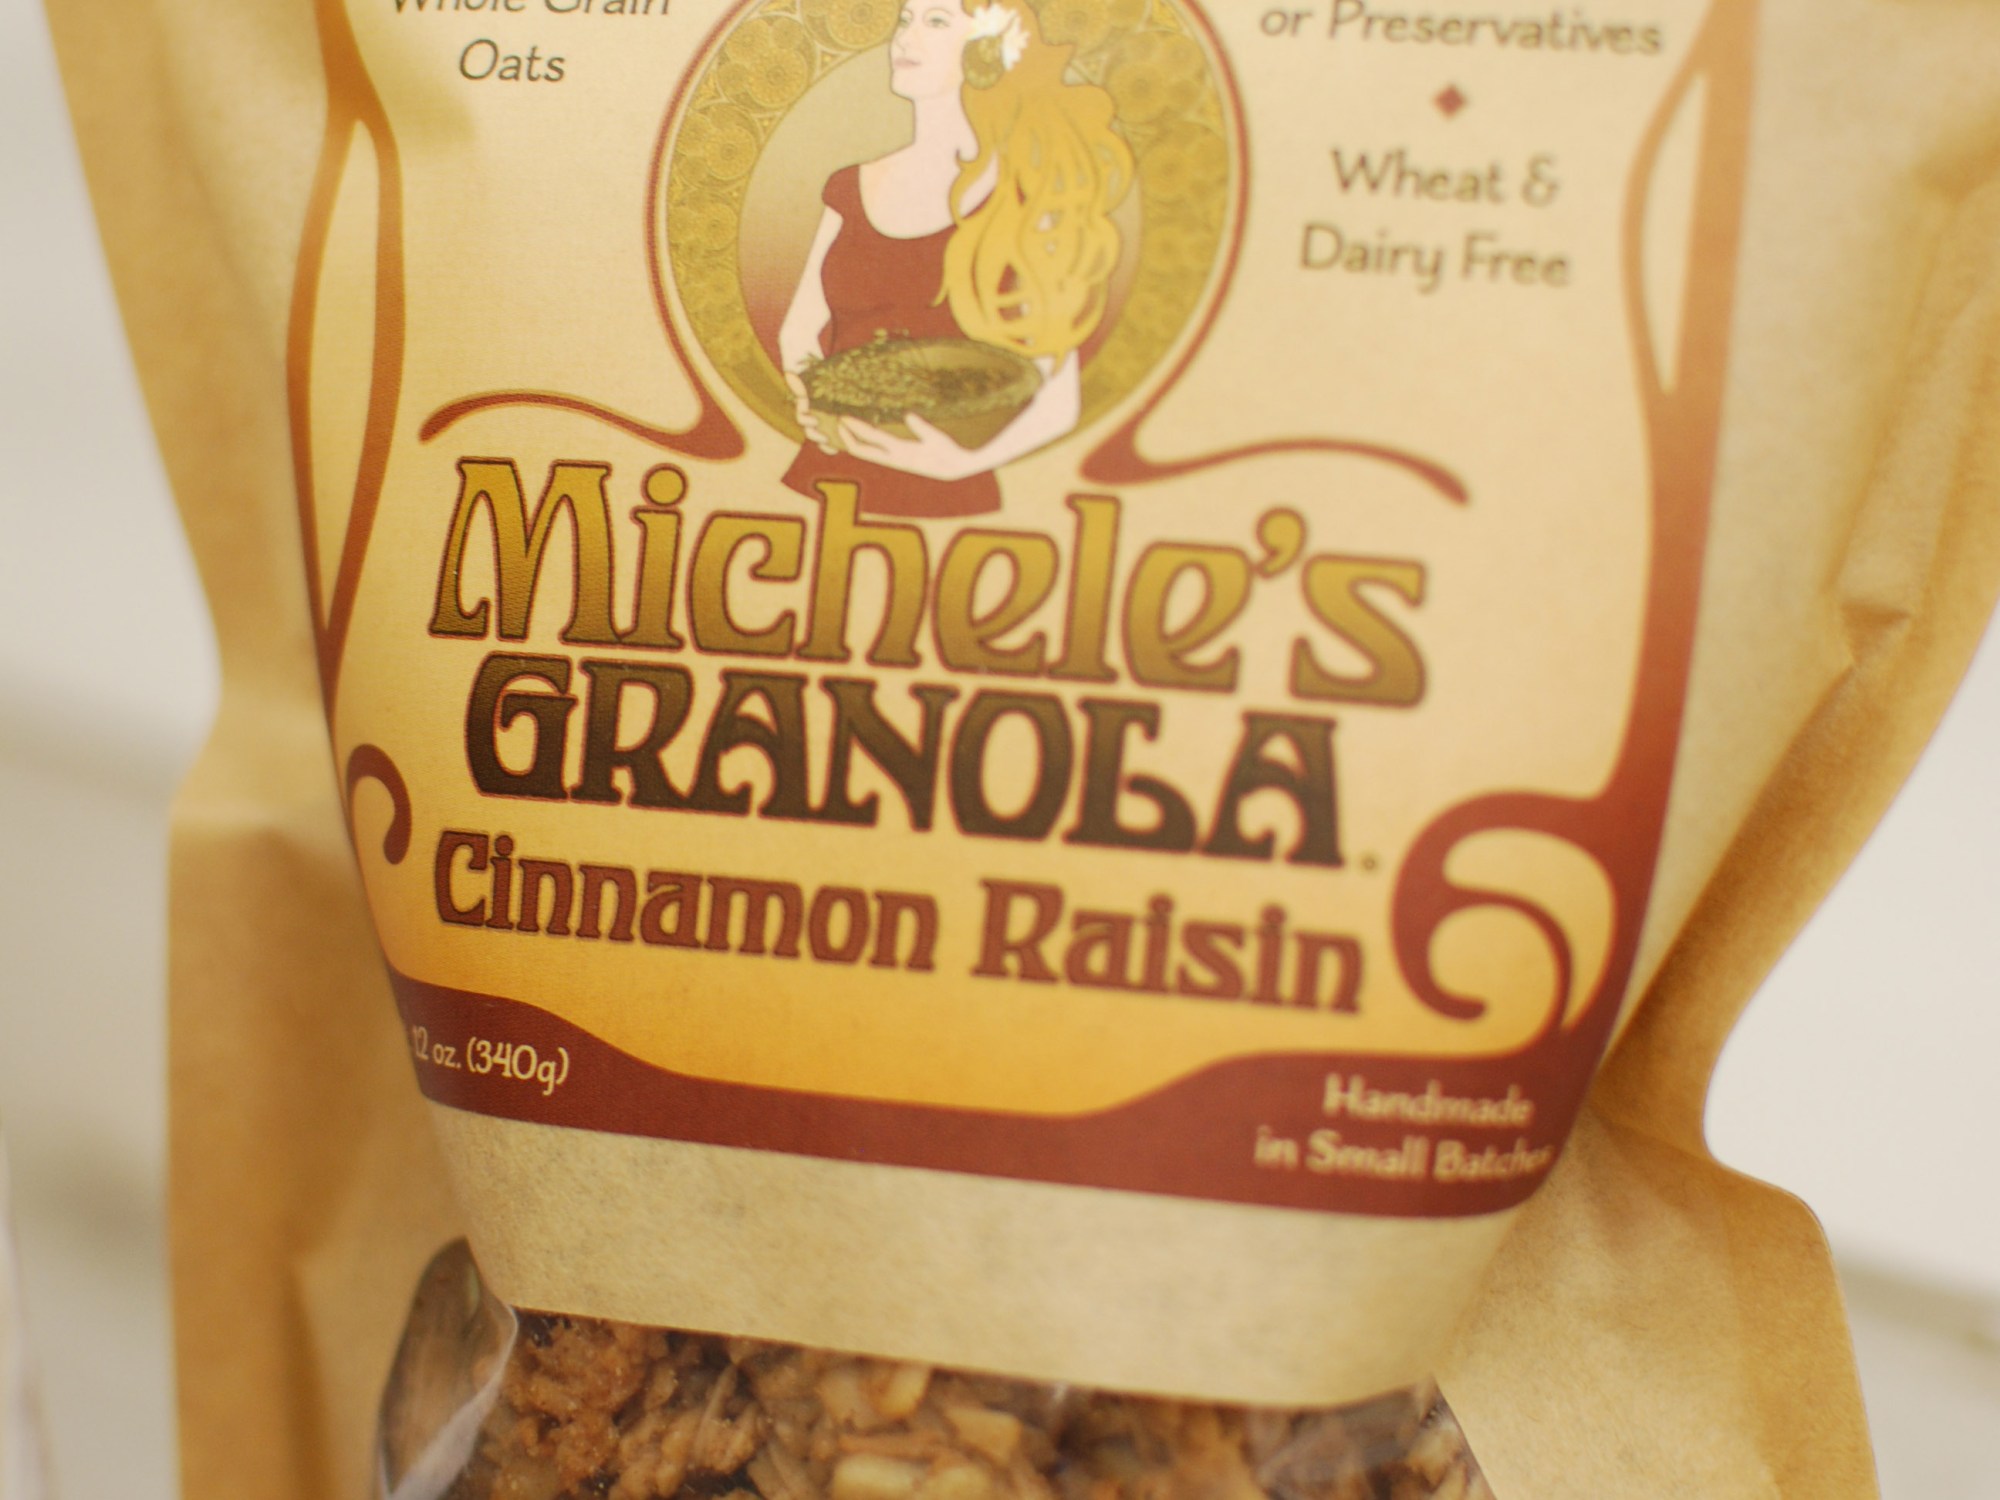 Whole Grain
Oats
or Preservatives
Wheat &
Dairy Free
Michele's
GRANOLA
Cinnamon Raisin
12 oz. (340g)
Handmade
in Small Batches